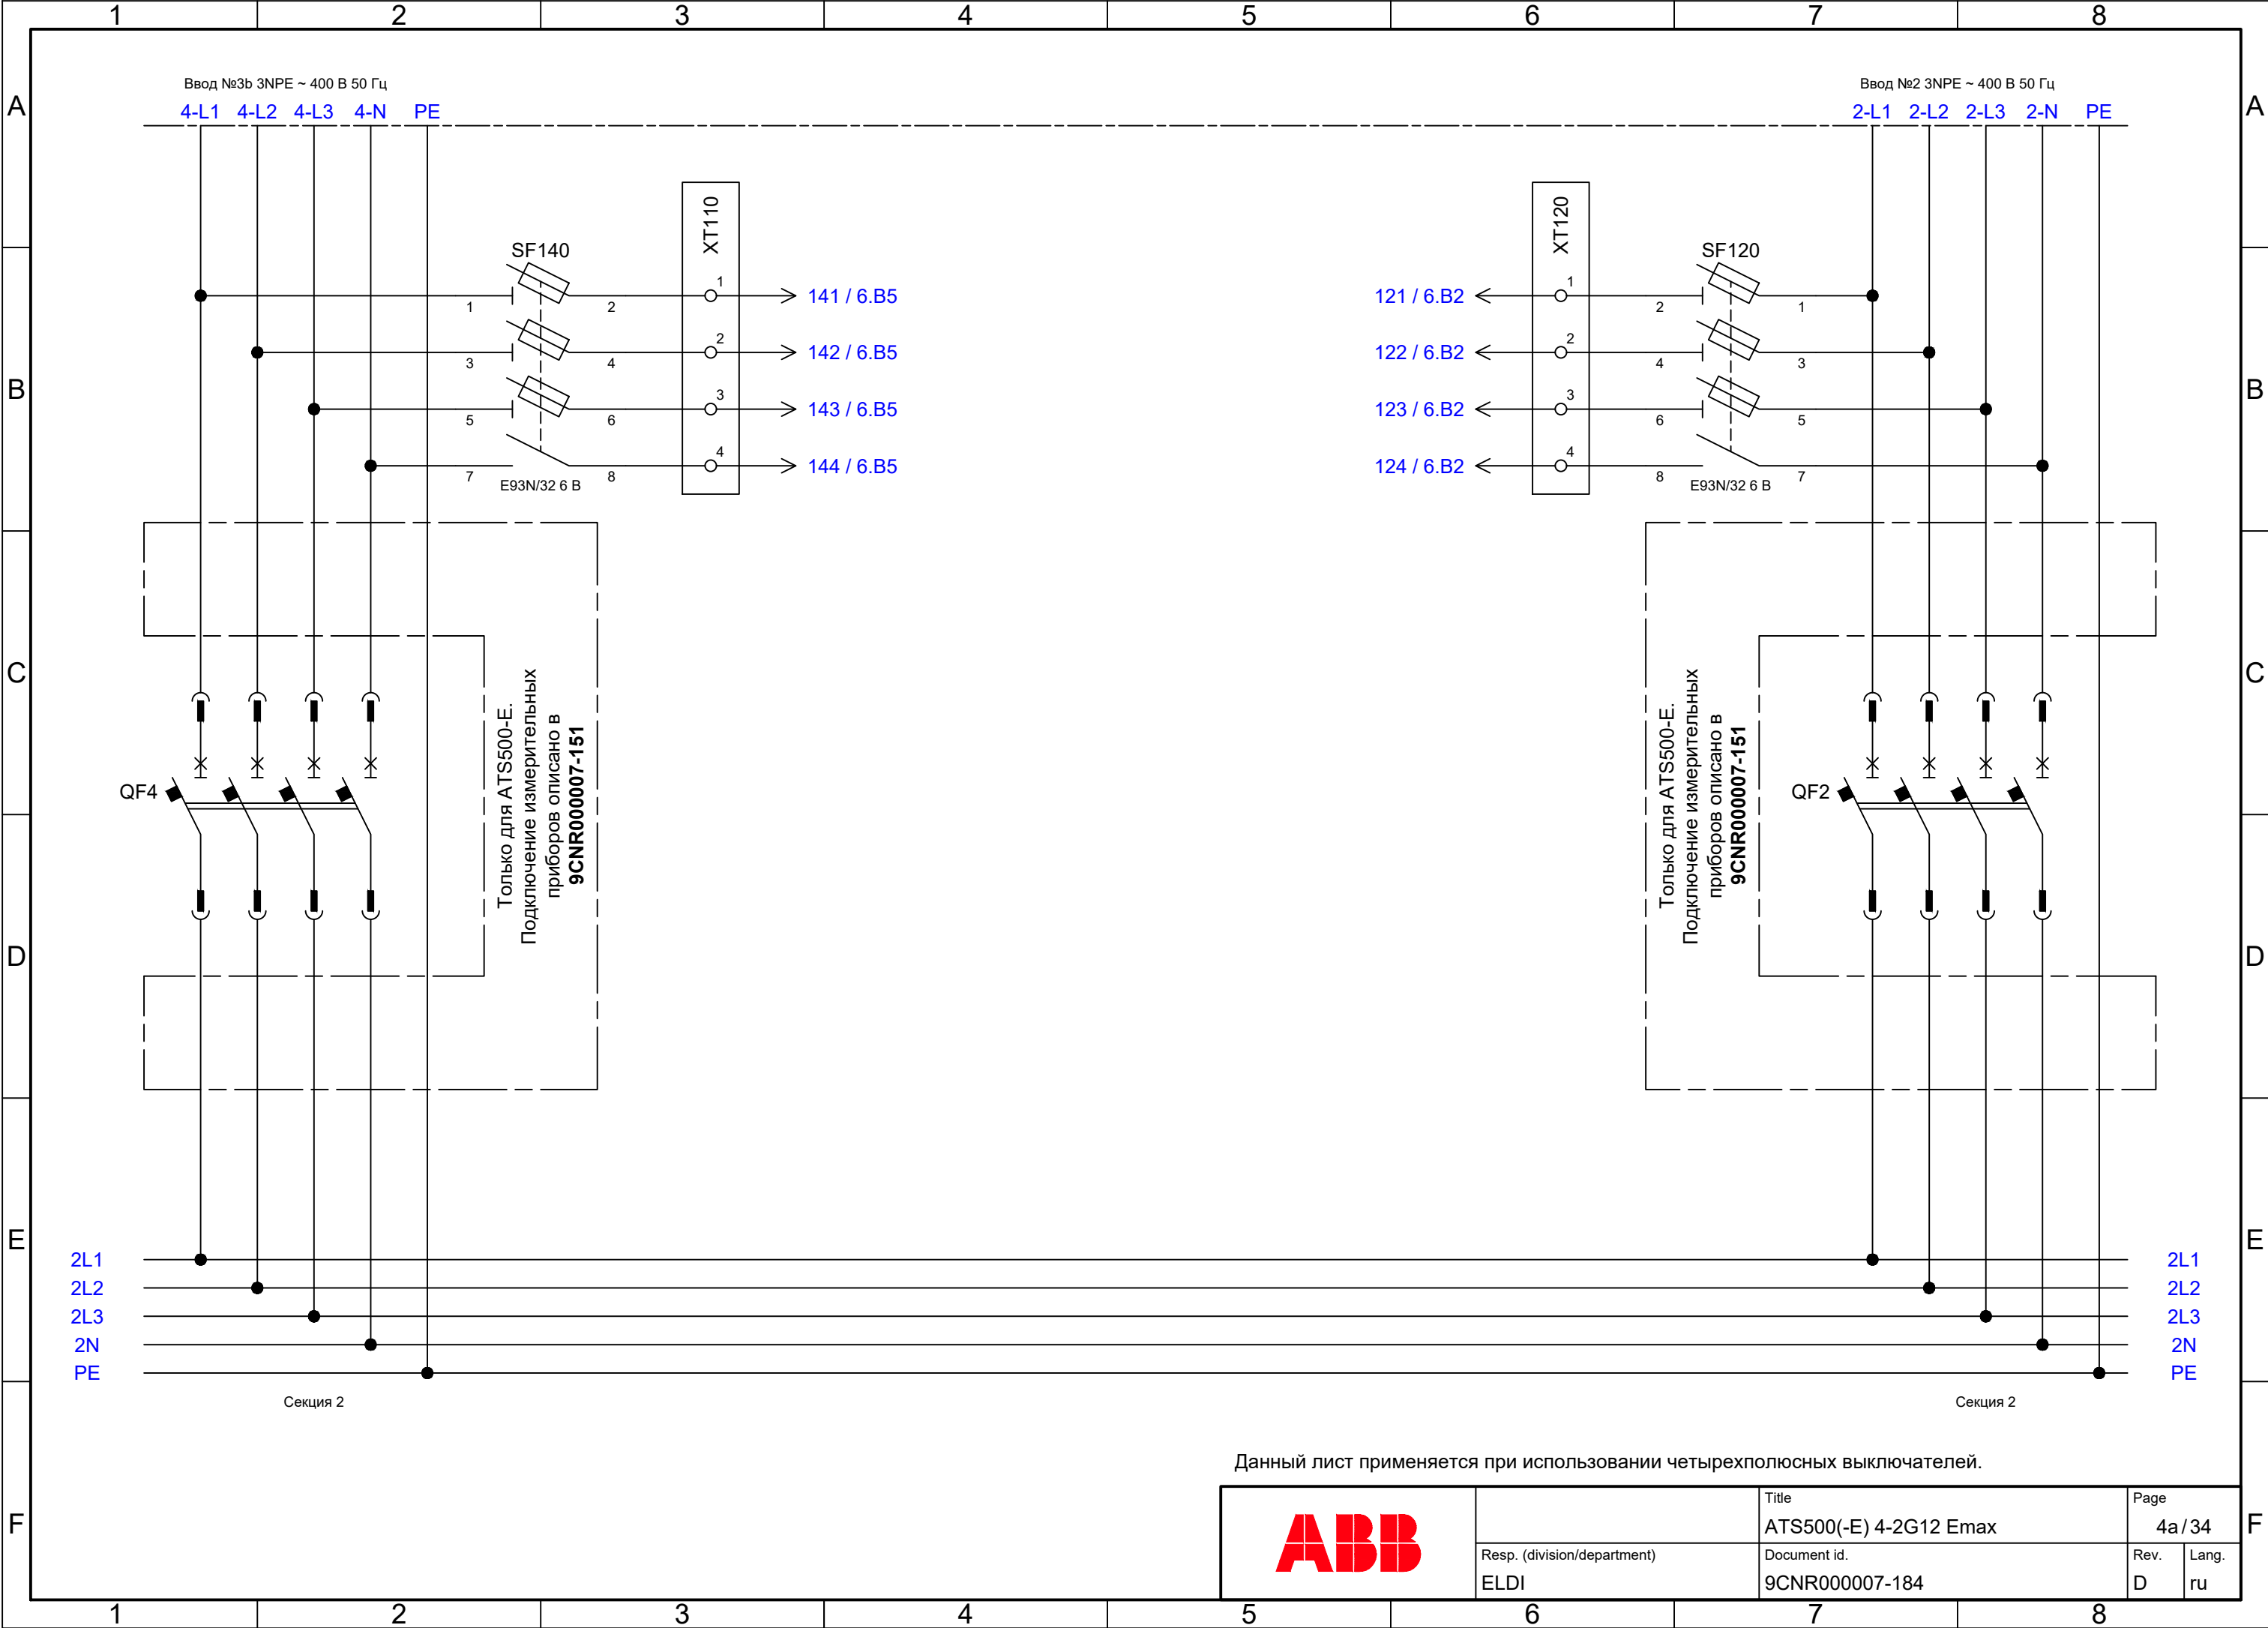 1 2 3 4 5 6 7 8
A A
Ввод №3b 3NPE ~ 400 В 50 Гц
4-L1 4-L2 4-L3 4-N PE
Ввод №2 3NPE ~ 400 В 50 Гц
2-L1 2-L2 2-L3 2-N PE
XT110
SF140
1 2 1 141 / 6.B5
3 4 2 142 / 6.B5
5 6 3 143 / 6.B5
7 8 4 144 / 6.B5
E93N/32 6 В
XT120
SF120
121 / 6.B2 1 2 1
122 / 6.B2 2 4 3
123 / 6.B2 3 6 5
124 / 6.B2 4 8 7
E93N/32 6 В
B B
C C
QF4
Только для ATS500-E.
Подключение измерительных
приборов описано в
9CNR000007-151
Только для ATS500-E.
Подключение измерительных
приборов описано в
9CNR000007-151
QF2
D D
E E
2L1 2L1
2L2 2L2
2L3 2L3
2N 2N
PE PE
Секция 2 Секция 2
Данный лист применяется при использовании четырехполюсных выключателей.
F F
ABB
Title
ATS500(-E) 4-2G12 Emax
Page
4a/34
Resp. (division/department)
ELDI
Document id.
9CNR000007-184
Rev.
D
Lang.
ru
1 2 3 4 5 6 7 8